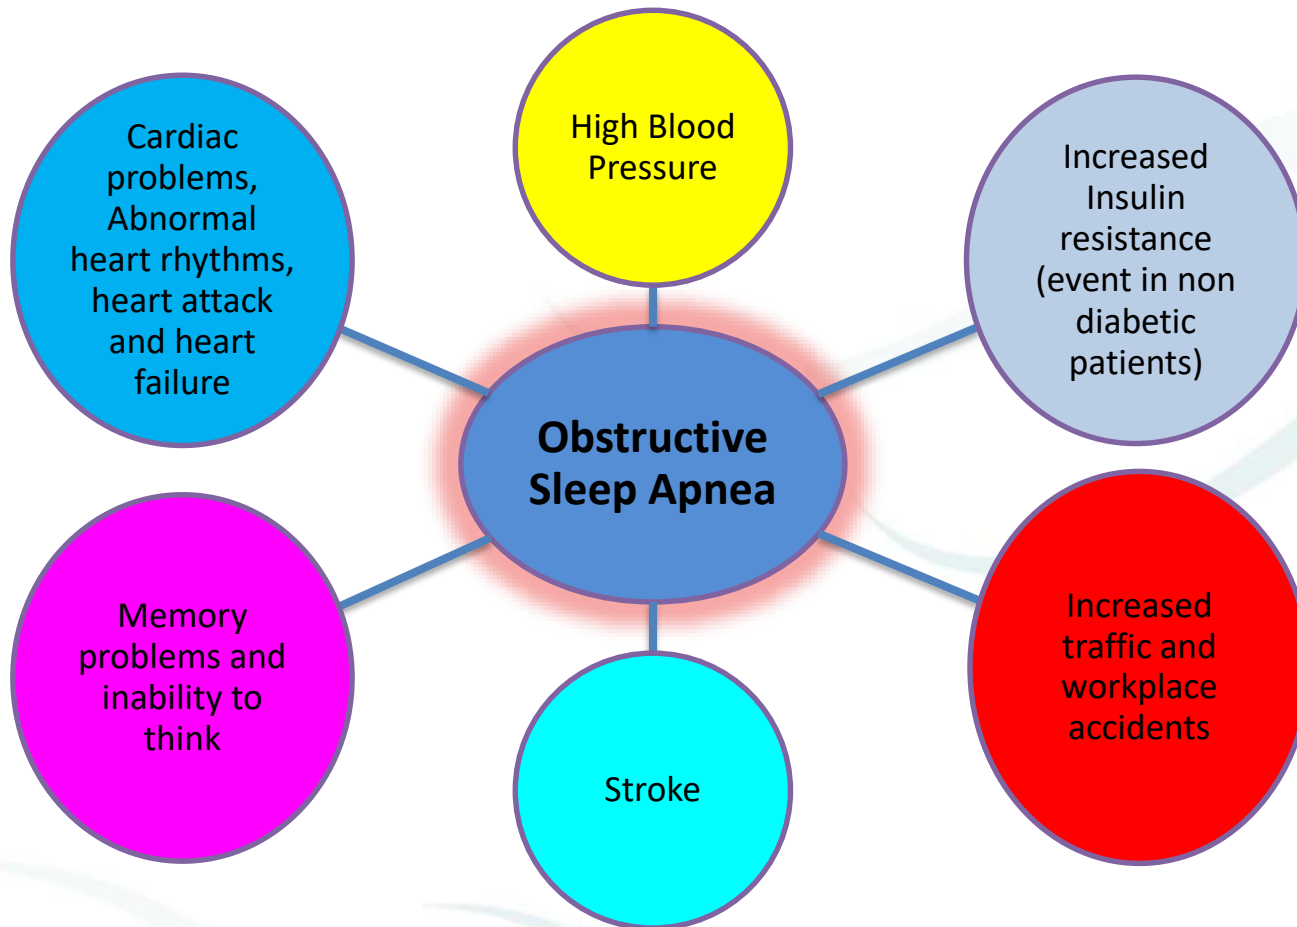 Cardiac
problems,
Abnormal
heart rhythms,
heart attack
and heart
failure
High Blood
Pressure
Increased
Insulin
resistance
(event in non
diabetic
patients)
Obstructive
Sleep Apnea
Memory
problems and
inability to
think
Stroke
Increased
traffic and
workplace
accidents